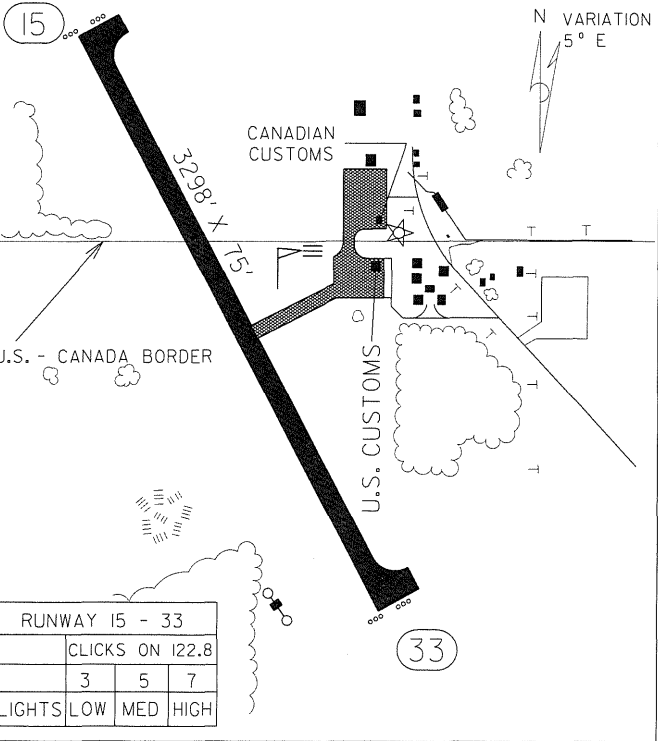 15
N VARIATION
5° E
CANADIAN
CUSTOMS
3298' X 75'
U.S. - CANADA BORDER
U.S. CUSTOMS
33
RUNWAY 15 - 33
CLICKS ON 122.8
3 5 7
LIGHTS LOW MED HIGH